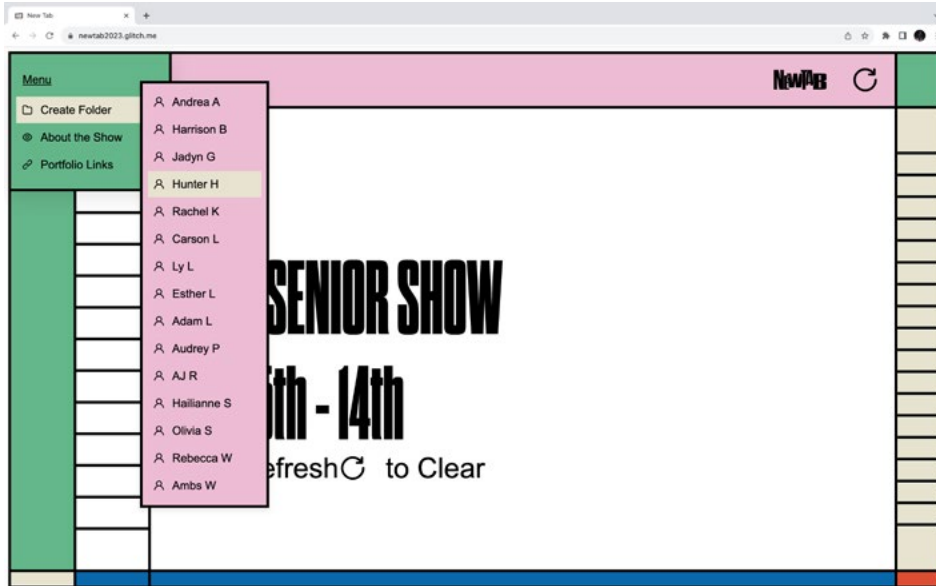 New Tab
newtab2023.glitch.me
Menu
NEWTAB
Create Folder
About the Show
Portfolio Links
Andrea A
Harrison B
Jadyn G
Hunter H
Rachel K
Carson L
Ly L
Esther L
Adam L
Audrey P
AJ R
Hailianne S
Olivia S
Rebecca W
Ambs W
SENIOR SHOW
th - 14th
efresh to Clear